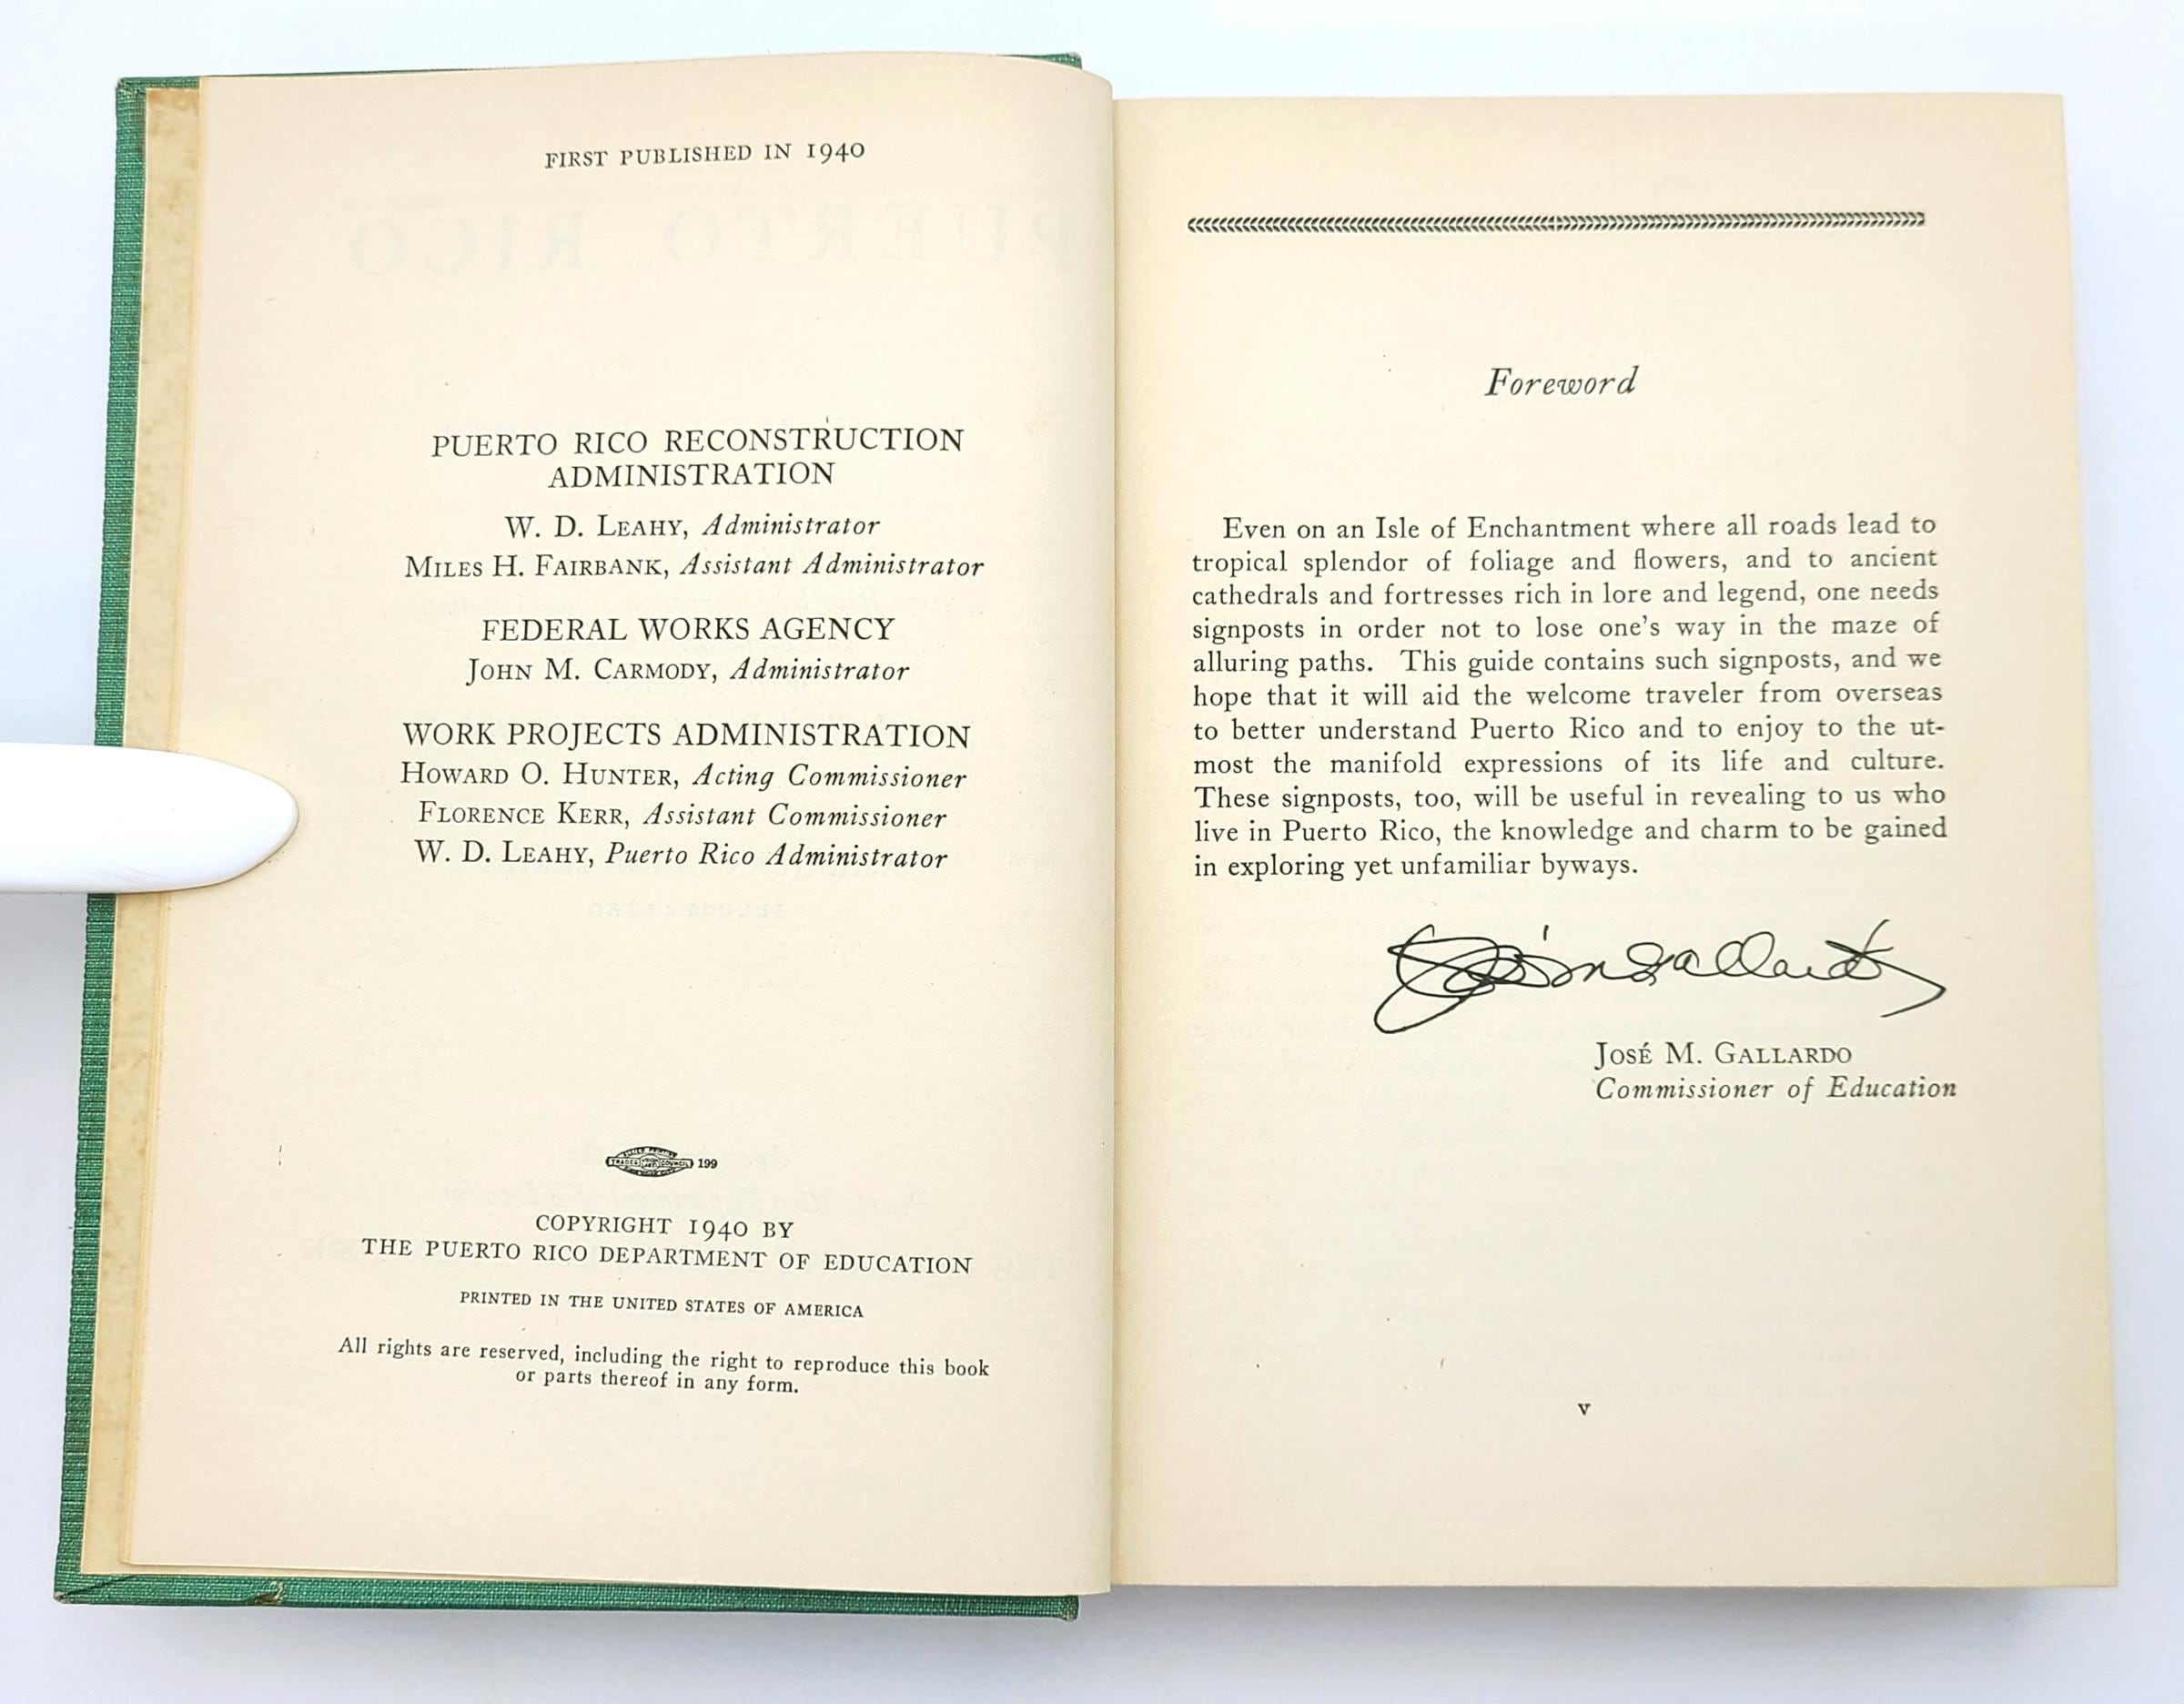 FIRST PUBLISHED IN 1940
PUERTO RICO RECONSTRUCTION
ADMINISTRATION
W. D. LEAHY, Administrator
MILES H. FAIRBANK, Assistant Administrator
FEDERAL WORKS AGENCY
JOHN M. CARMODY, Administrator
WORK PROJECTS ADMINISTRATION
HOWARD O. HUNTER, Acting Commissioner
FLORENCE KERR, Assistant Commissioner
W. D. LEAHY, Puerto Rico Administrator
TRADES COUNCIL 199
COPYRIGHT 1940 BY
THE PUERTO RICO DEPARTMENT OF EDUCATION
PRINTED IN THE UNITED STATES OF AMERICA
All rights are reserved, including the right to reproduce this book
or parts thereof in any form.
Foreword
Even on an Isle of Enchantment where all roads lead to
tropical splendor of foliage and flowers, and to ancient
cathedrals and fortresses rich in lore and legend, one needs
signposts in order not to lose one's way in the maze of
alluring paths. This guide contains such signposts, and we
hope that it will aid the welcome traveler from overseas
to better understand Puerto Rico and to enjoy to the ut-
most the manifold expressions of its life and culture.
These signposts, too, will be useful in revealing to us who
live in Puerto Rico, the knowledge and charm to be gained
in exploring yet unfamiliar byways.
José M. GALLARDO
Commissioner of Education
v